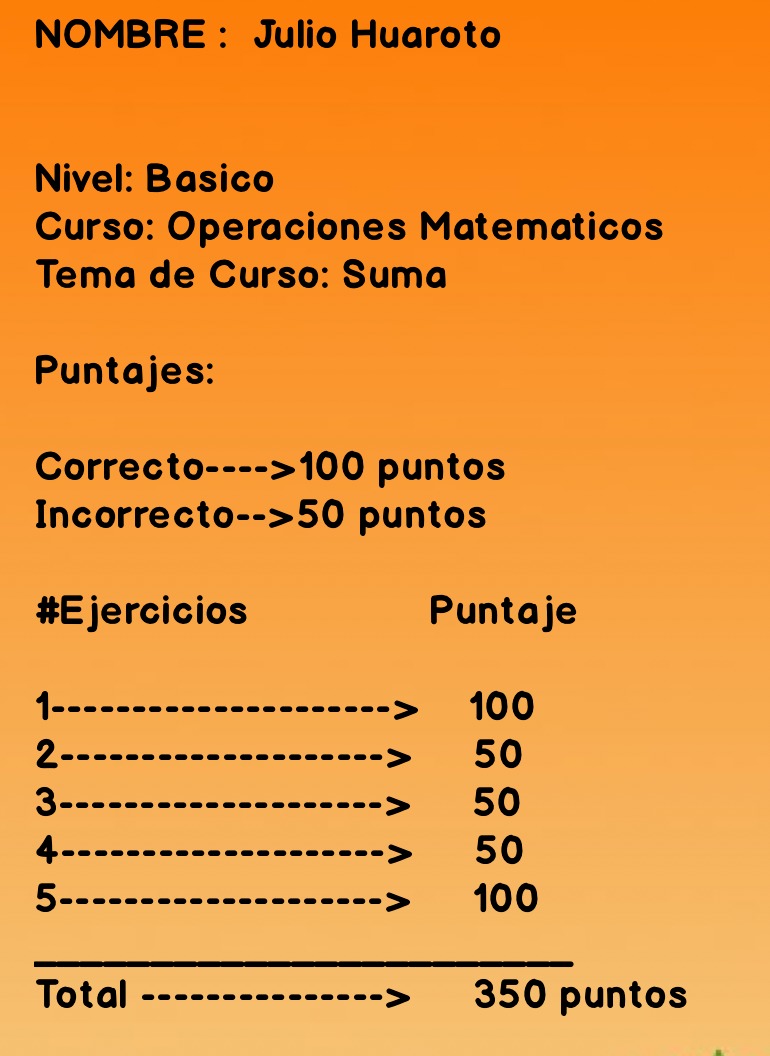 NOMBRE :  Julio Huaroto
Nivel: Basico
Curso: Operaciones Matematicos
Tema de Curso: Suma
Puntajes:
Correcto---->100 puntos
Incorrecto-->50 puntos
#Ejercicios Puntaje
1---------------------> 100
2--------------------> 50
3--------------------> 50
4--------------------> 50
5--------------------> 100
_______________________
Total ---------------> 350 puntos